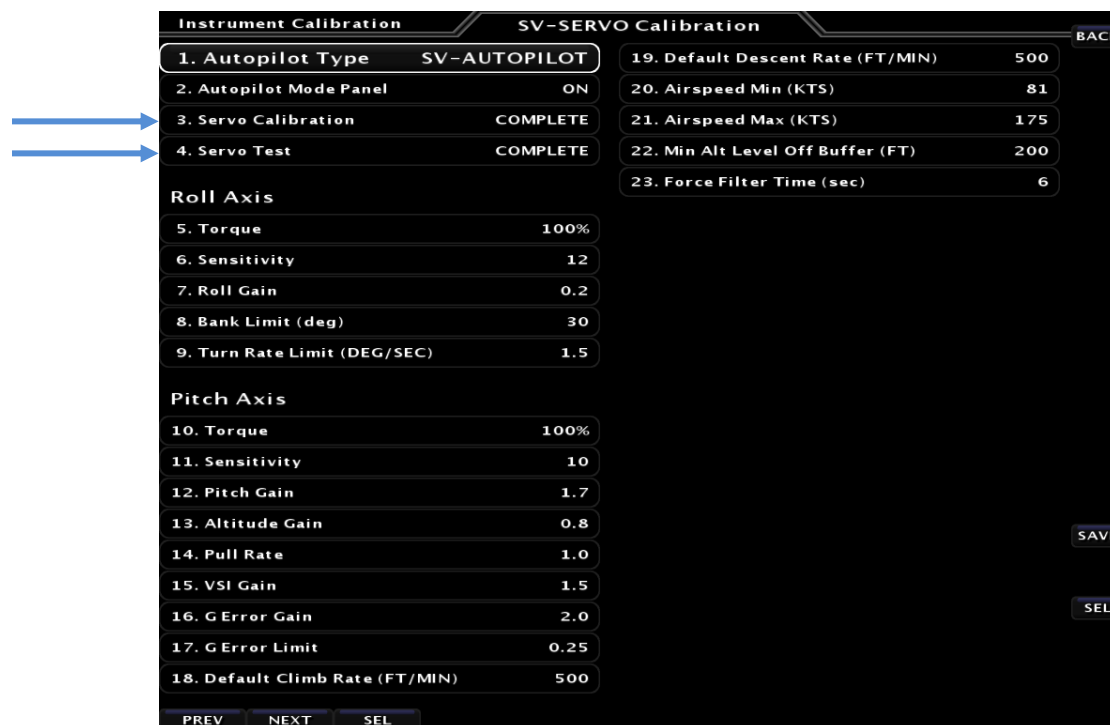 Instrument Calibration
SV-SERVO Calibration
BAC
1. Autopilot Type SV-AUTOPILOT
2. Autopilot Mode Panel ON
3. Servo Calibration COMPLETE
4. Servo Test COMPLETE
Roll Axis
5. Torque 100%
6. Sensitivity 12
7. Roll Gain 0.2
8. Bank Limit (deg) 30
9. Turn Rate Limit (DEG/SEC) 1.5
Pitch Axis
10. Torque 100%
11. Sensitivity 10
12. Pitch Gain 1.7
13. Altitude Gain 0.8
14. Pull Rate 1.0
15. VSI Gain 1.5
16. G Error Gain 2.0
17. G Error Limit 0.25
18. Default Climb Rate (FT/MIN) 500
19. Default Descent Rate (FT/MIN) 500
20. Airspeed Min (KTS) 81
21. Airspeed Max (KTS) 175
22. Min Alt Level Off Buffer (FT) 200
23. Force Filter Time (sec) 6
SAV
SEL
PREV NEXT SEL